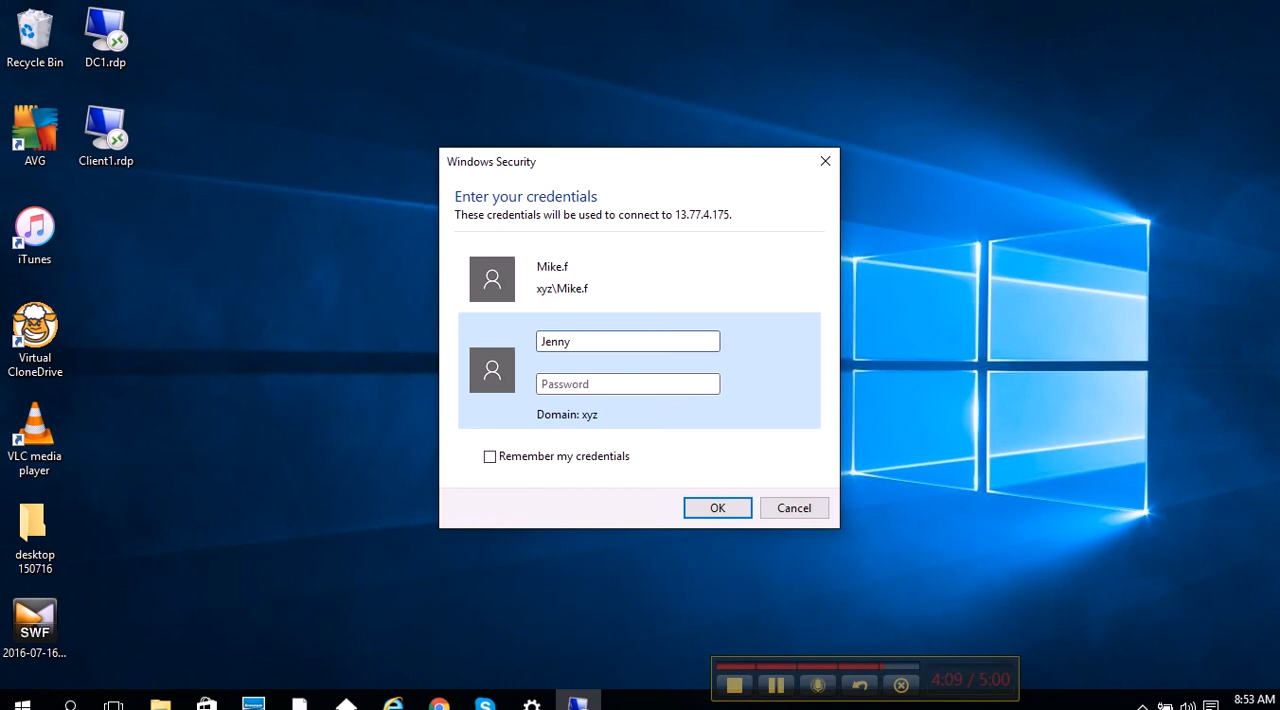 Recycle Bin
DC1.rdp
AVG
Client1.rdp
iTunes
Virtual
CloneDrive
VLC media
player
desktop
150716
SWF
2016-07-16...
Windows Security
Enter your credentials
These credentials will be used to connect to 13.77.4.175.
Mike.f
xyz\Mike.f
Jenny
Password
Domain: xyz
Remember my credentials
OK
Cancel
4:09 / 5:00
8:53 AM